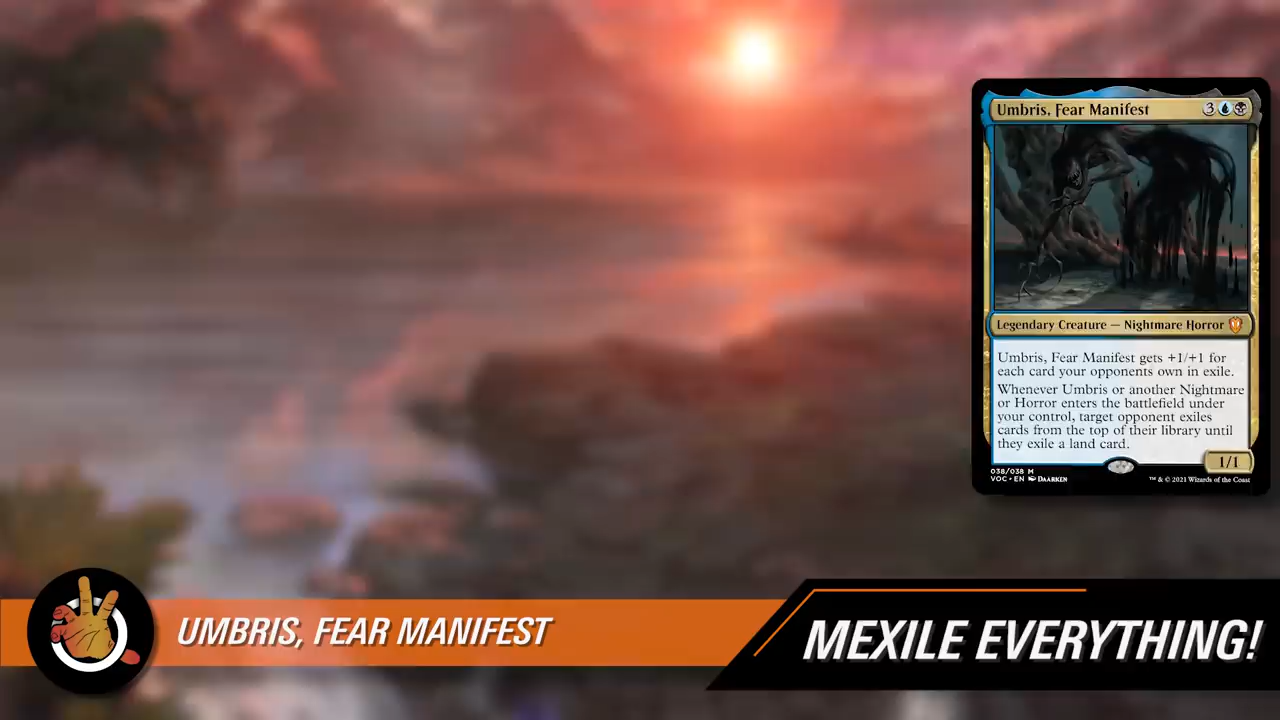 Umbris, Fear Manifest 3
Legendary Creature — Nightmare Horror
Umbris, Fear Manifest gets +1/+1 for
each card your opponents own in exile.
Whenever Umbris or another Nightmare
or Horror enters the battlefield under
your control, target opponent exiles
cards from the top of their library until
they exile a land card.
1/1
038/038 M
VOC • EN DAARKEN
™ & © 2021 Wizards of the Coast
UMBRIS, FEAR MANIFEST
MEXILE EVERYTHING!